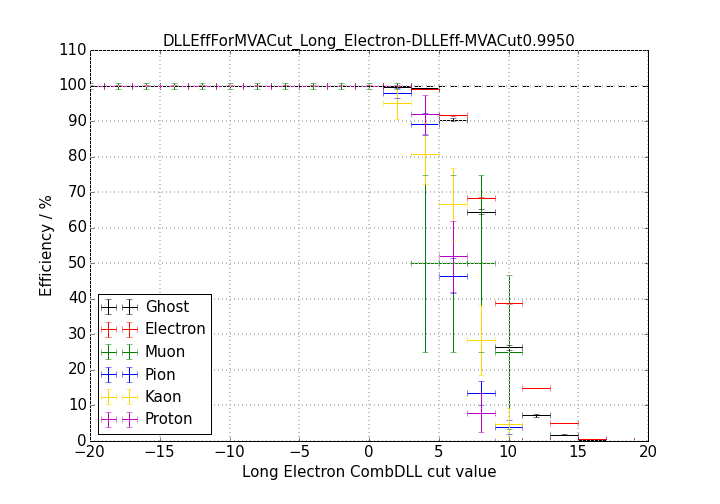 DLLEffForMVACut_Long_Electron-DLLEff-MVACut0.9950
110
100
90
80
70
60
50
40
30
20
10
0
Efficiency / %
Ghost
Electron
Muon
Pion
Kaon
Proton
−20 −15 −10 −5 0 5 10 15 20
Long Electron CombDLL cut value